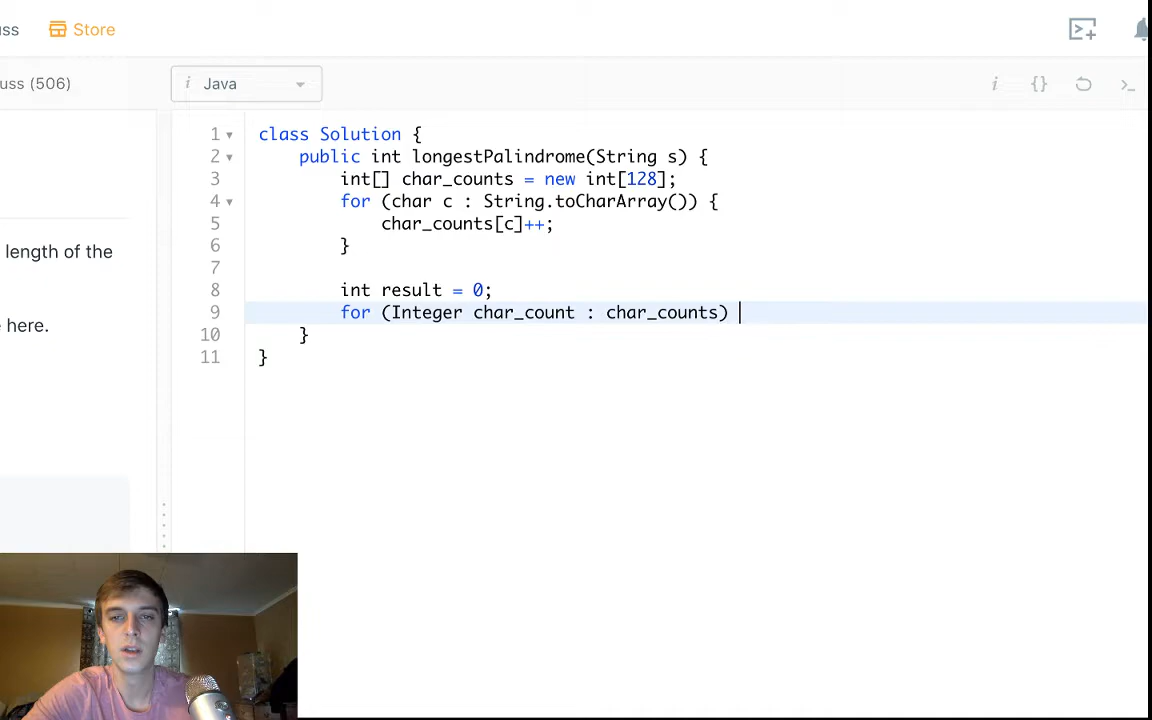 ss Store
uss (506)
i Java
i {} >_
1 class Solution {
2 public int longestPalindrome(String s) {
3 int[] char_counts = new int[128];
4 for (char c : String.toCharArray()) {
5 char_counts[c]++;
6 }
7
8 int result = 0;
9 for (Integer char_count : char_counts)
10 }
11 }
length of the
here.